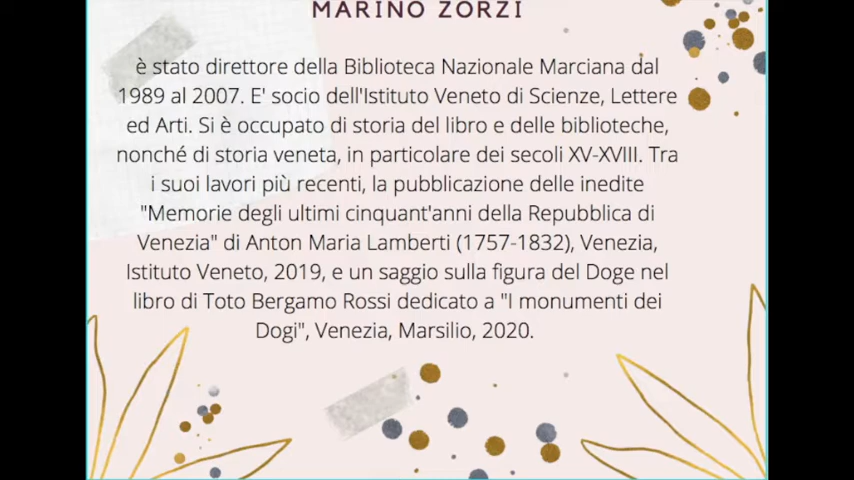 MARINO ZORZI
è stato direttore della Biblioteca Nazionale Marciana dal
1989 al 2007. E' socio dell'Istituto Veneto di Scienze, Lettere
ed Arti. Si è occupato di storia del libro e delle biblioteche,
nonché di storia veneta, in particolare dei secoli XV-XVIII. Tra
i suoi lavori più recenti, la pubblicazione delle inedite
"Memorie degli ultimi cinquant'anni della Repubblica di
Venezia" di Anton Maria Lamberti (1757-1832), Venezia,
Istituto Veneto, 2019, e un saggio sulla figura del Doge nel
libro di Toto Bergamo Rossi dedicato a "I monumenti dei
Dogi", Venezia, Marsilio, 2020.